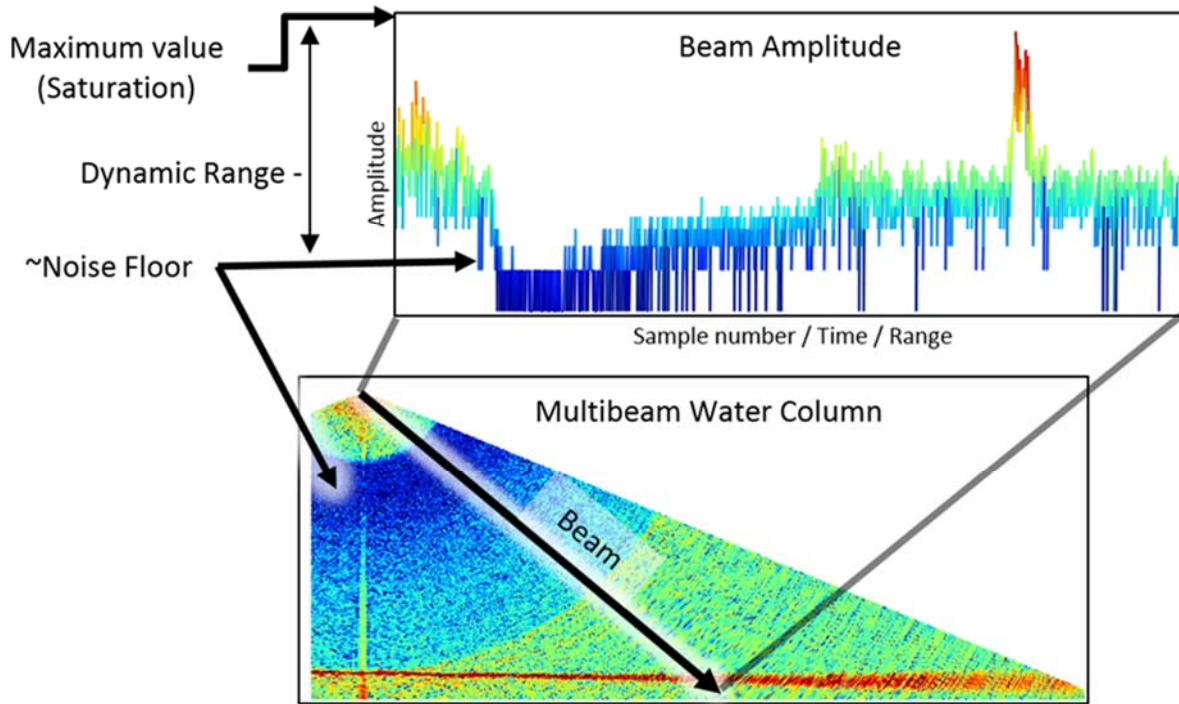 Maximum value
(Saturation)
Beam Amplitude
Dynamic Range -
Amplitude
~Noise Floor
Sample number / Time / Range
Multibeam Water Column
Beam